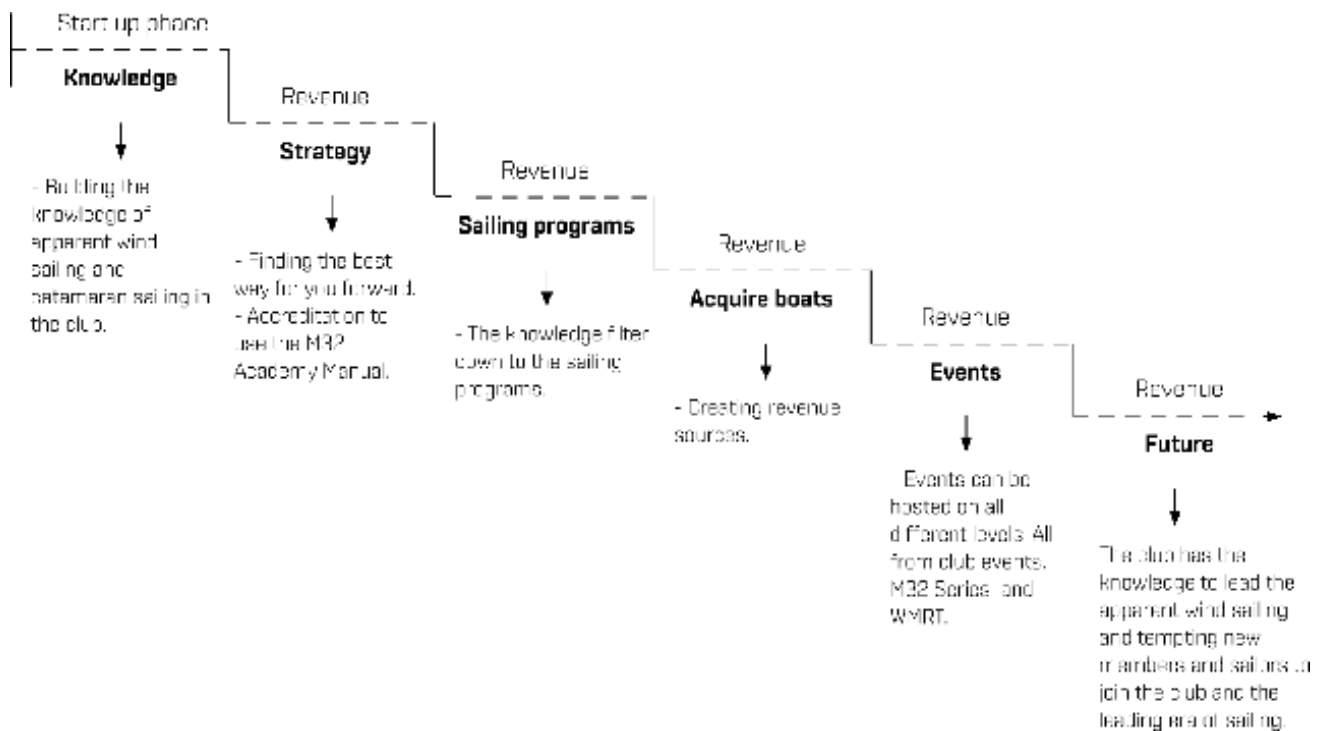 Start up phace
Knowledge
- Building the
knowledge of
apparent wind
sailing and
catamaran sailing in
the club.
Revenue
Strategy
- Finding the best
way for you forward.
- Accreditation to
use the M32
Academy Manual.
Revenue
Sailing programs
- The knowledge filter
down to the sailing
programs.
Revenue
Acquire boats
- Creating revenue
sources.
Revenue
Events
Events can be
hosted on all
different levels. All
from club events,
M32 Series and
WMRT.
Revenue
Future
The club has the
knowledge to lead the
apparent wind sailing
and tempting new
members and sailors to
join the club and the
leading era of sailing.